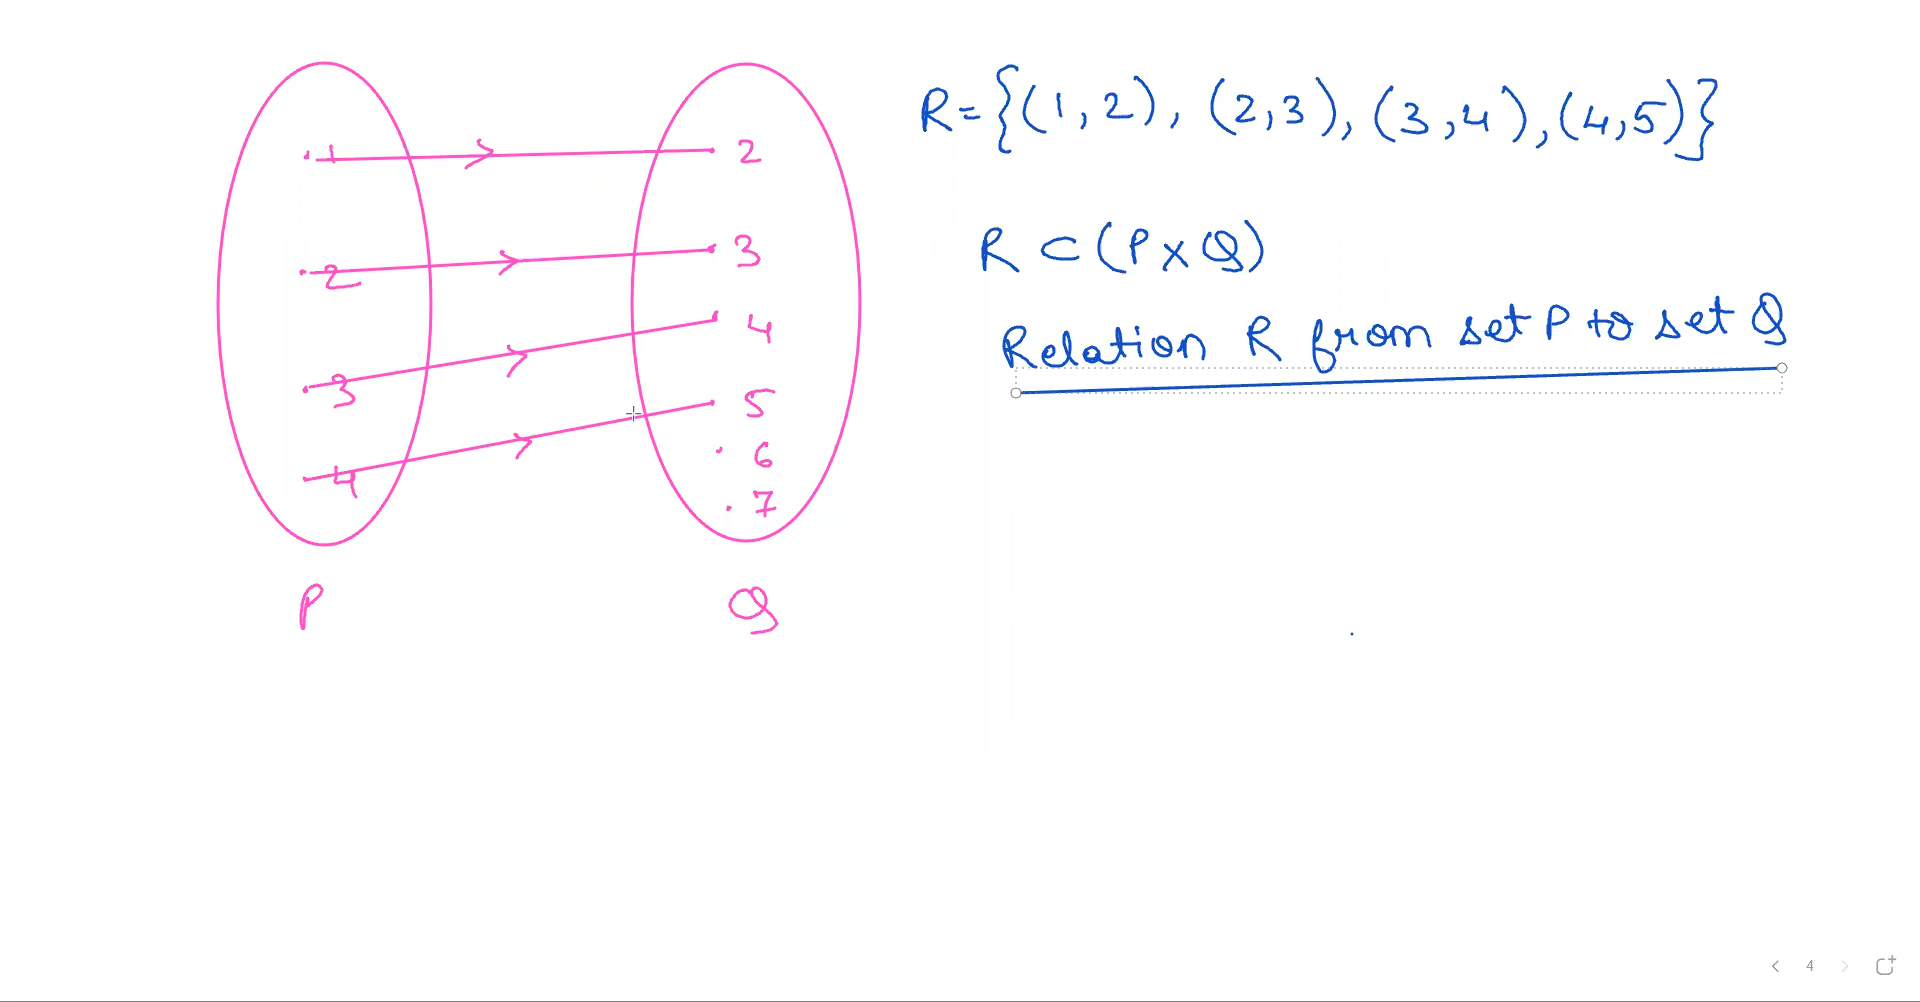 1
2
3
4
P
2
3
4
5
6
7
Q
R = {(1, 2), (2, 3), (3, 4), (4, 5)}
R ⊂ (P × Q)
Relation R from set P to set Q
4